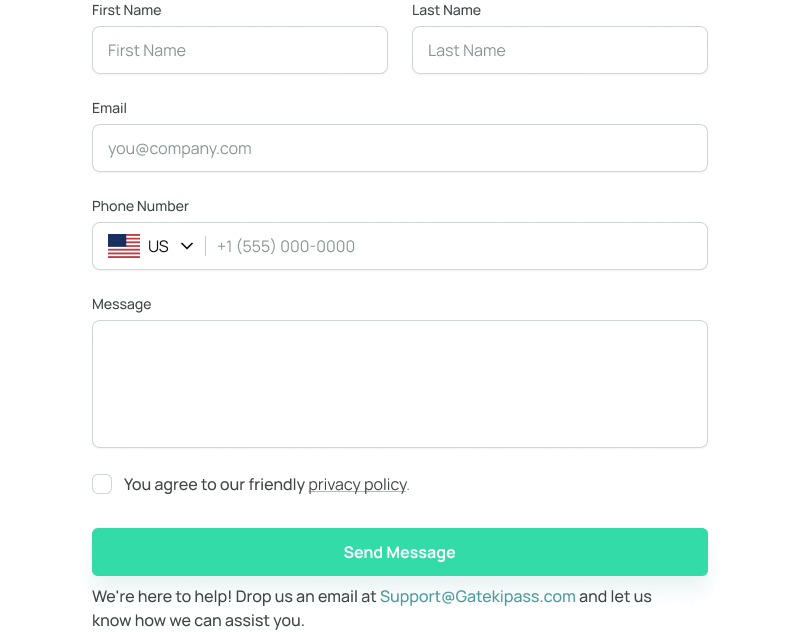 First Name
Last Name
First Name
Last Name
Email
you@company.com
Phone Number
US
+1 (555) 000-0000
Message
You agree to our friendly privacy policy.
Send Message
We're here to help! Drop us an email at Support@Gatekipass.com and let us
know how we can assist you.